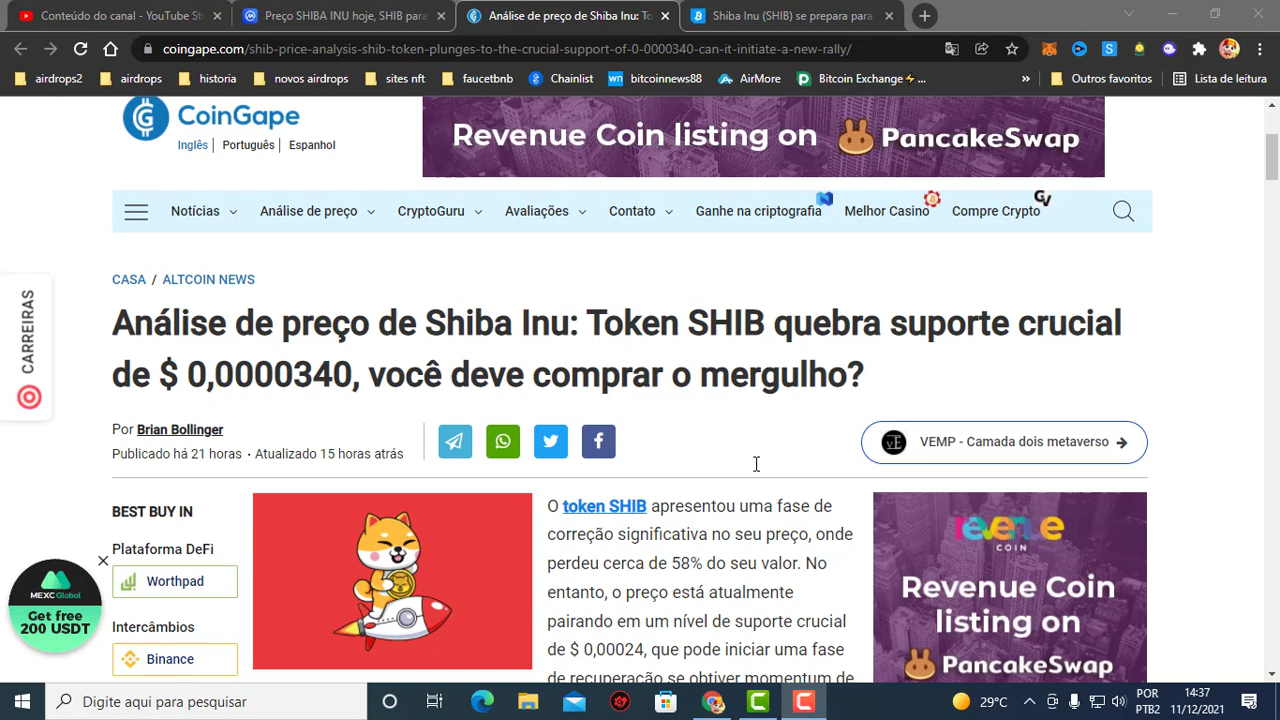 Conteúdo do canal - YouTube St
Preço SHIBA INU hoje, SHIB para
Análise de preço de Shiba Inu: To
Shiba Inu (SHIB) se prepara para
coingape.com/shib-price-analysis-shib-token-plunges-to-the-crucial-support-of-0-0000340-can-it-initiate-a-new-rally/
airdrops2
airdrops
historia
novos airdrops
sites nft
faucetbnb
Chainlist
bitcoinnews88
AirMore
Bitcoin Exchange⚡...
»
Outros favoritos
Lista de leitura
CoinGape
Inglês | Português | Espanhol
Revenue Coin listing on PancakeSwap
Notícias
Análise de preço
CryptoGuru
Avaliações
Contato
Ganhe na criptografia
Melhor Casino
Compre Crypto
CARREIRAS
CASA / ALTCOIN NEWS
Análise de preço de Shiba Inu: Token SHIB quebra suporte crucial
de $ 0,0000340, você deve comprar o mergulho?
Por Brian Bollinger
Publicado há 21 horas · Atualizado 15 horas atrás
VEMP - Camada dois metaverso
BEST BUY IN
Plataforma DeFi
Worthpad
Intercâmbios
Binance
MEXC Global
Get free
200 USDT
O token SHIB apresentou uma fase de
correção significativa no seu preço, onde
perdeu cerca de 58% do seu valor. No
entanto, o preço está atualmente
pairando em um nível de suporte crucial
de $ 0,00024, que pode iniciar uma fase
de recuperação se obtiver momentum de
revenue
COIN
Revenue Coin
listing on
PancakeSwap
Digite aqui para pesquisar
29°C
POR
PTB2
14:37
11/12/2021